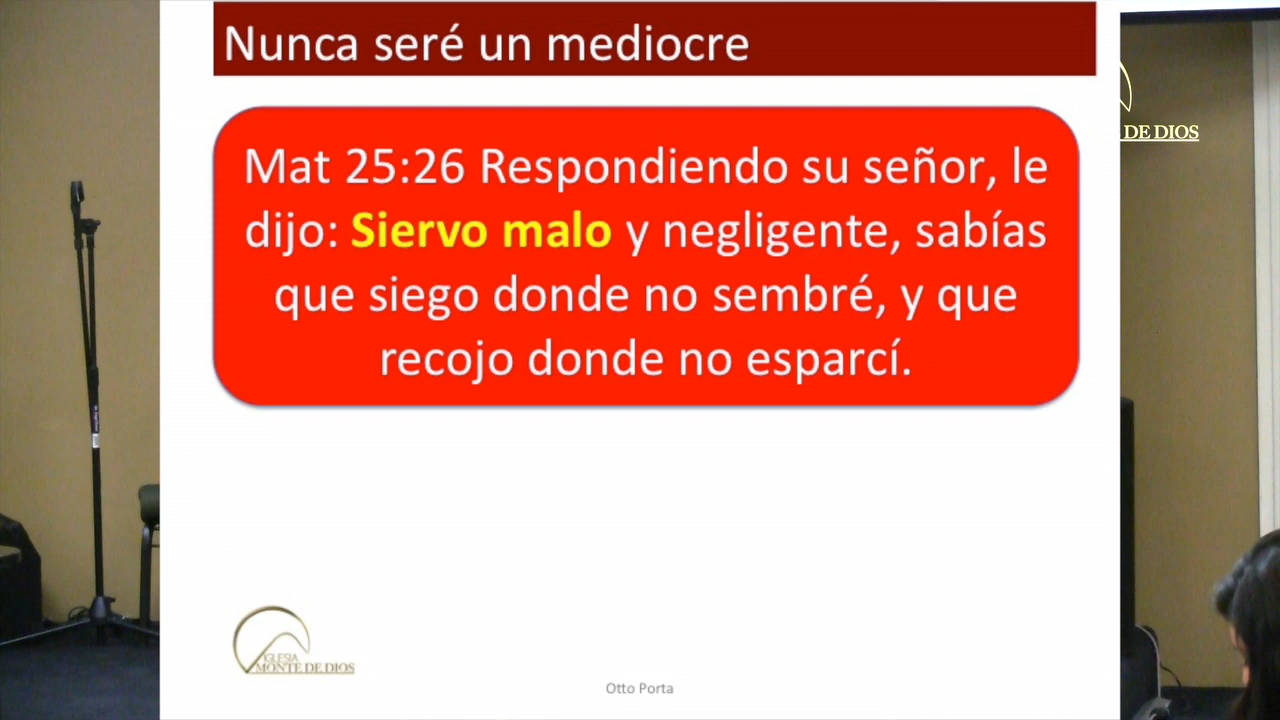 Nunca seré un mediocre
DE DIOS
Mat 25:26 Respondiendo su señor, le
dijo: Siervo malo y negligente, sabías
que siego donde no sembré, y que
recojo donde no esparcí.
IGLESIA
MONTE DE DIOS
Otto Porta